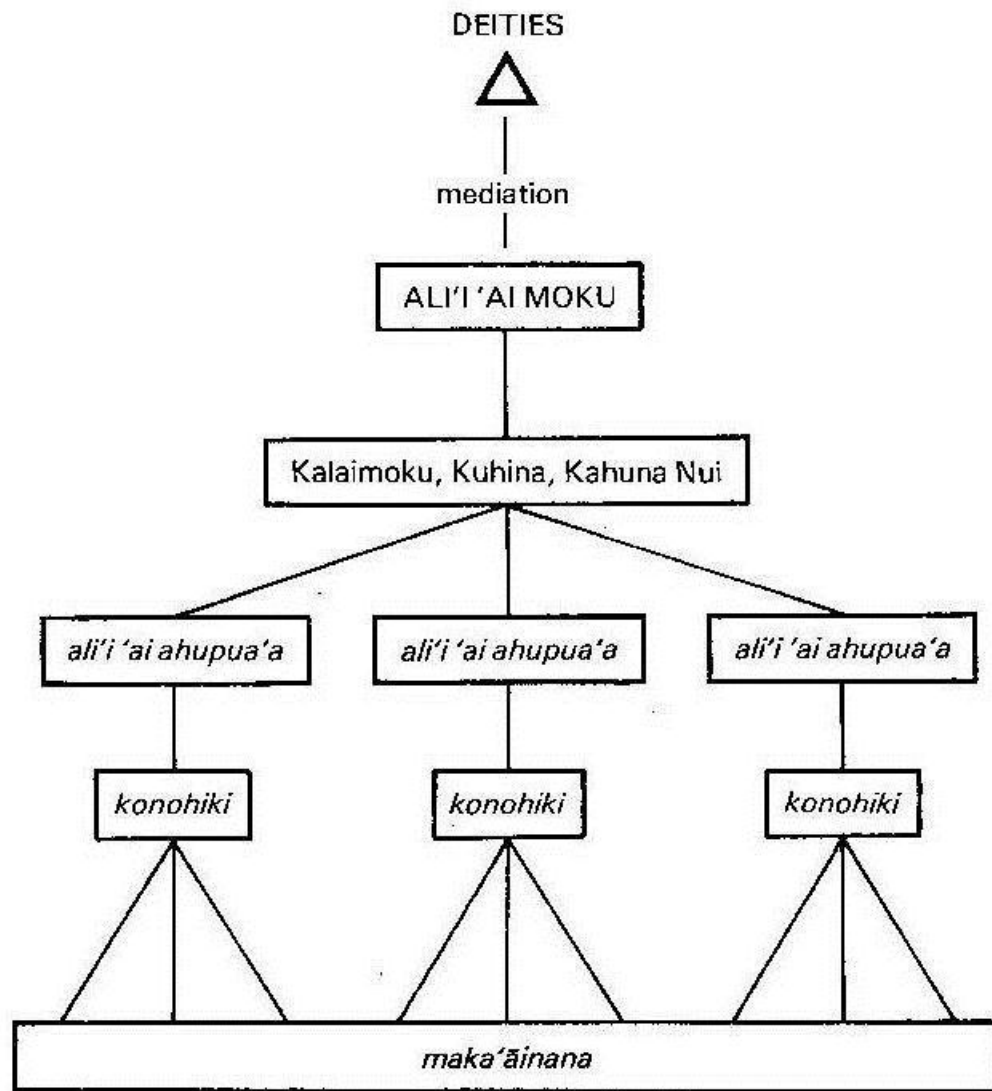 DEITIES
mediation
ALI'I 'AI MOKU
Kalaimoku, Kuhina, Kahuna Nui
ali'i 'ai ahupua'a
ali'i 'ai ahupua'a
ali'i 'ai ahupua'a
konohiki
konohiki
konohiki
maka'āinana